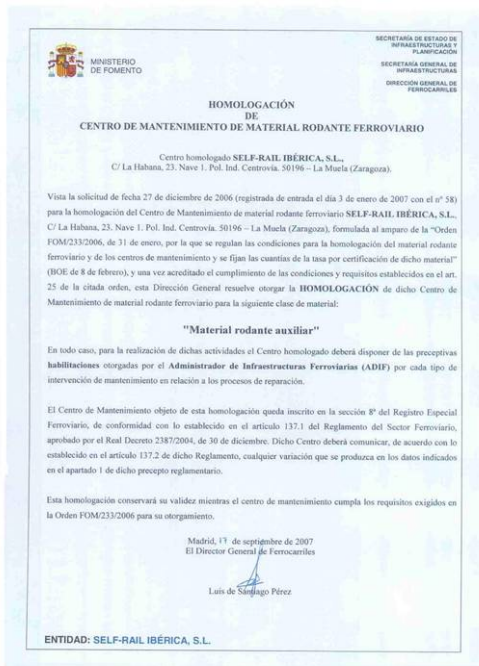 MINISTERIO
DE FOMENTO
SECRETARÍA DE ESTADO DE
INFRAESTRUCTURAS Y
PLANIFICACIÓN
SECRETARÍA GENERAL DE
INFRAESTRUCTURAS
DIRECCIÓN GENERAL DE
FERROCARRILES
HOMOLOGACIÓN
DE
CENTRO DE MANTENIMIENTO DE MATERIAL RODANTE FERROVIARIO
Centro homologado SELF-RAIL IBÉRICA, S.L.,
C/ La Habana, 23. Nave 1. Pol. Ind. Centrovía. 50196 – La Muela (Zaragoza).
Vista la solicitud de fecha 27 de diciembre de 2006 (registrada de entrada el día 3 de enero de 2007 con el nº 58)
para la homologación del Centro de Mantenimiento de material rodante ferroviario SELF-RAIL IBÉRICA, S.L.,
C/ La Habana, 23. Nave 1. Pol. Ind. Centrovía. 50196 – La Muela (Zaragoza), formulada al amparo de la "Orden
FOM/233/2006, de 31 de enero, por la que se regulan las condiciones para la homologación del material rodante
ferroviario y de los centros de mantenimiento y se fijan las cuantías de la tasa por certificación de dicho material"
(BOE de 8 de febrero), y una vez acreditado el cumplimiento de las condiciones y requisitos establecidos en el art.
25 de la citada orden, esta Dirección General resuelve otorgar la HOMOLOGACIÓN de dicho Centro de
Mantenimiento de material rodante ferroviario para la siguiente clase de material:
"Material rodante auxiliar"
En todo caso, para la realización de dichas actividades el Centro homologado deberá disponer de las preceptivas
habilitaciones otorgadas por el Administrador de Infraestructuras Ferroviarias (ADIF) por cada tipo de
intervención de mantenimiento en relación a los procesos de reparación.
El Centro de Mantenimiento objeto de esta homologación queda inscrito en la sección 8ª del Registro Especial
Ferroviario, de conformidad con lo establecido en el artículo 137.1 del Reglamento del Sector Ferroviario,
aprobado por el Real Decreto 2387/2004, de 30 de diciembre. Dicho Centro deberá comunicar, de acuerdo con lo
establecido en el artículo 137.2 de dicho Reglamento, cualquier variación que se produzca en los datos indicados
en el apartado 1 de dicho precepto reglamentario.
Esta homologación conservará su validez mientras el centro de mantenimiento cumpla los requisitos exigidos en
la Orden FOM/233/2006 para su otorgamiento.
Madrid, 17 de septiembre de 2007
El Director General de Ferrocarriles
Luis de Santiago Pérez
ENTIDAD: SELF-RAIL IBÉRICA, S.L.